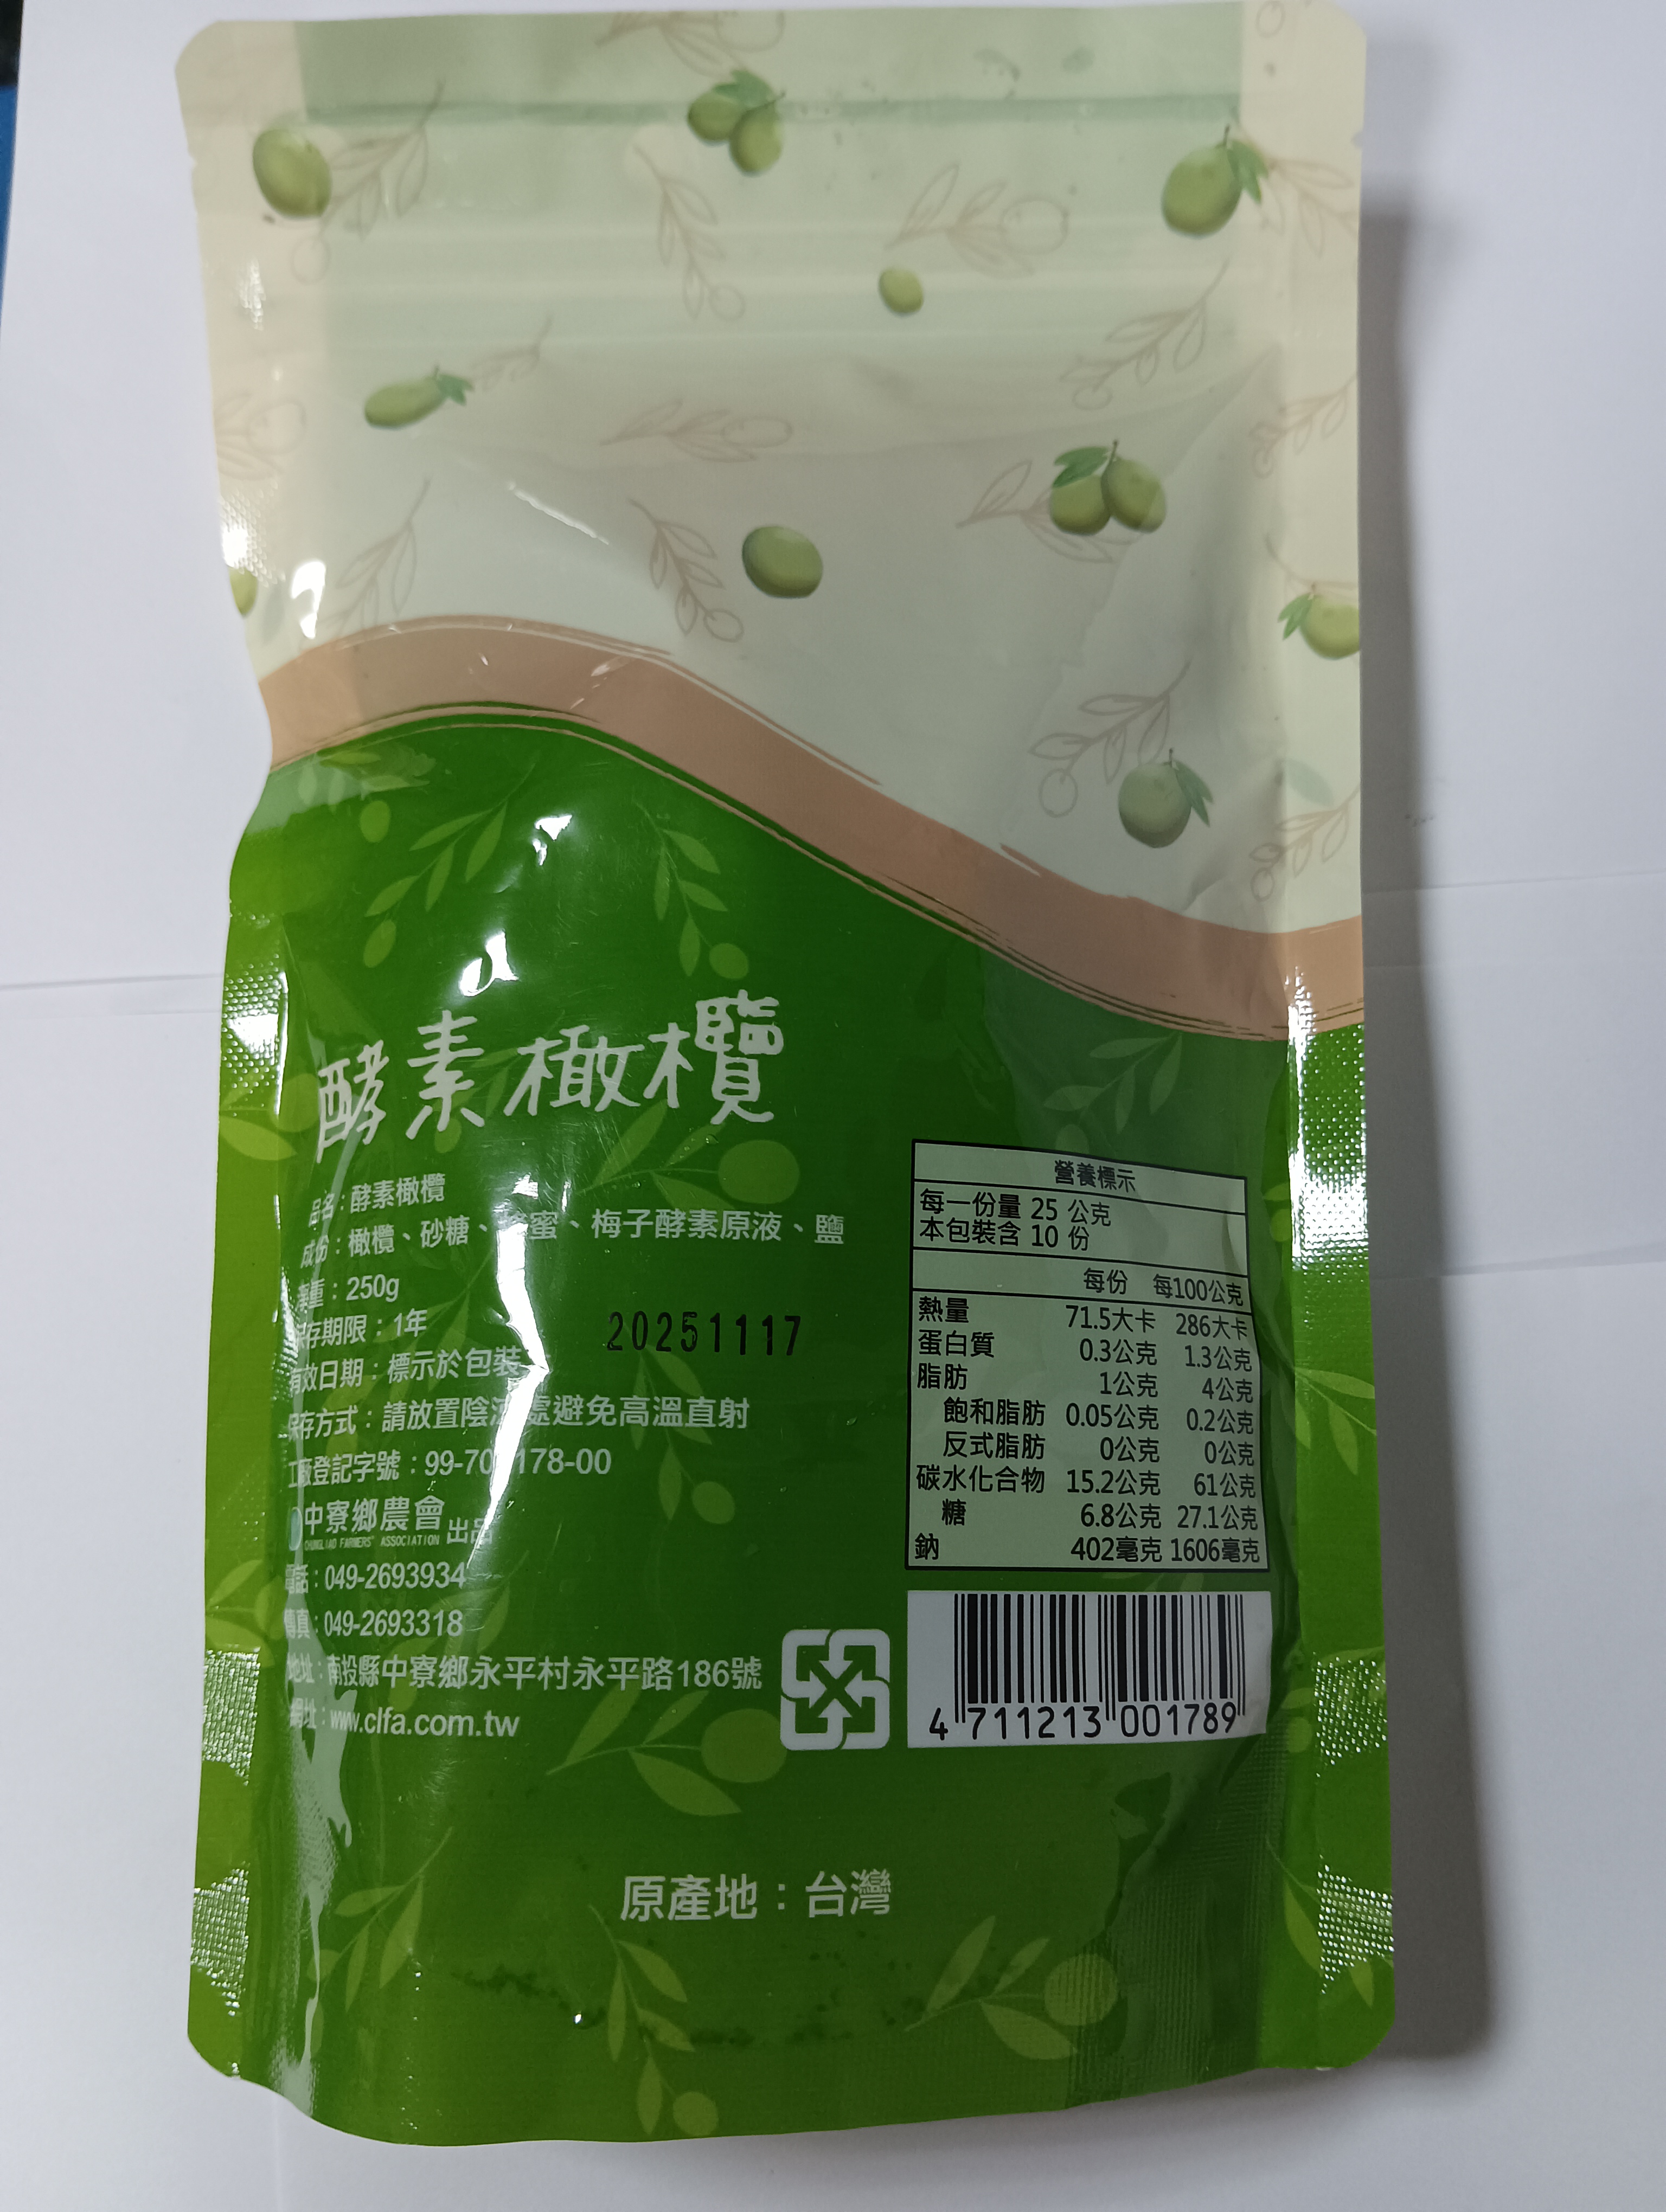 酵素橄欖
品名：酵素橄欖
成份：橄欖、砂糖、蜜、梅子酵素原液、鹽
重：250g
保存期限：1年
20251117
有效日期：標示於包裝
保存方式：請放置陰涼處避免高溫直射
工廠登記字號：99-70 178-00
中寮鄉農會 出品
CHUNGLIAO FARMERS' ASSOCIATION
電話：049-2693934
傳真：049-2693318
地址：南投縣中寮鄉永平村永平路186號
網址：www.clfa.com.tw
營養標示
每一份量 25 公克
本包裝含 10 份
每份 每100公克
熱量 71.5大卡 286大卡
蛋白質 0.3公克 1.3公克
脂肪 1公克 4公克
飽和脂肪 0.05公克 0.2公克
反式脂肪 0公克 0公克
碳水化合物 15.2公克 61公克
糖 6.8公克 27.1公克
鈉 402毫克 1606毫克
4 711213 001789
原產地：台灣